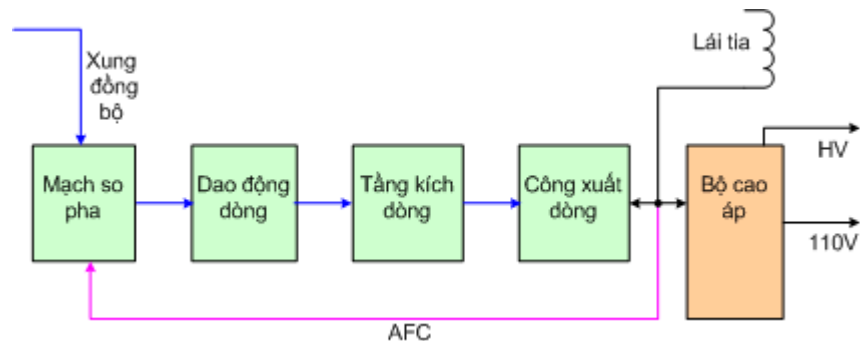 Lái tia
Xung
đồng
bộ
HV
Mạch so
pha
Dao động
dòng
Tầng kích
dòng
Công xuất
dòng
Bộ cao
áp
110V
AFC